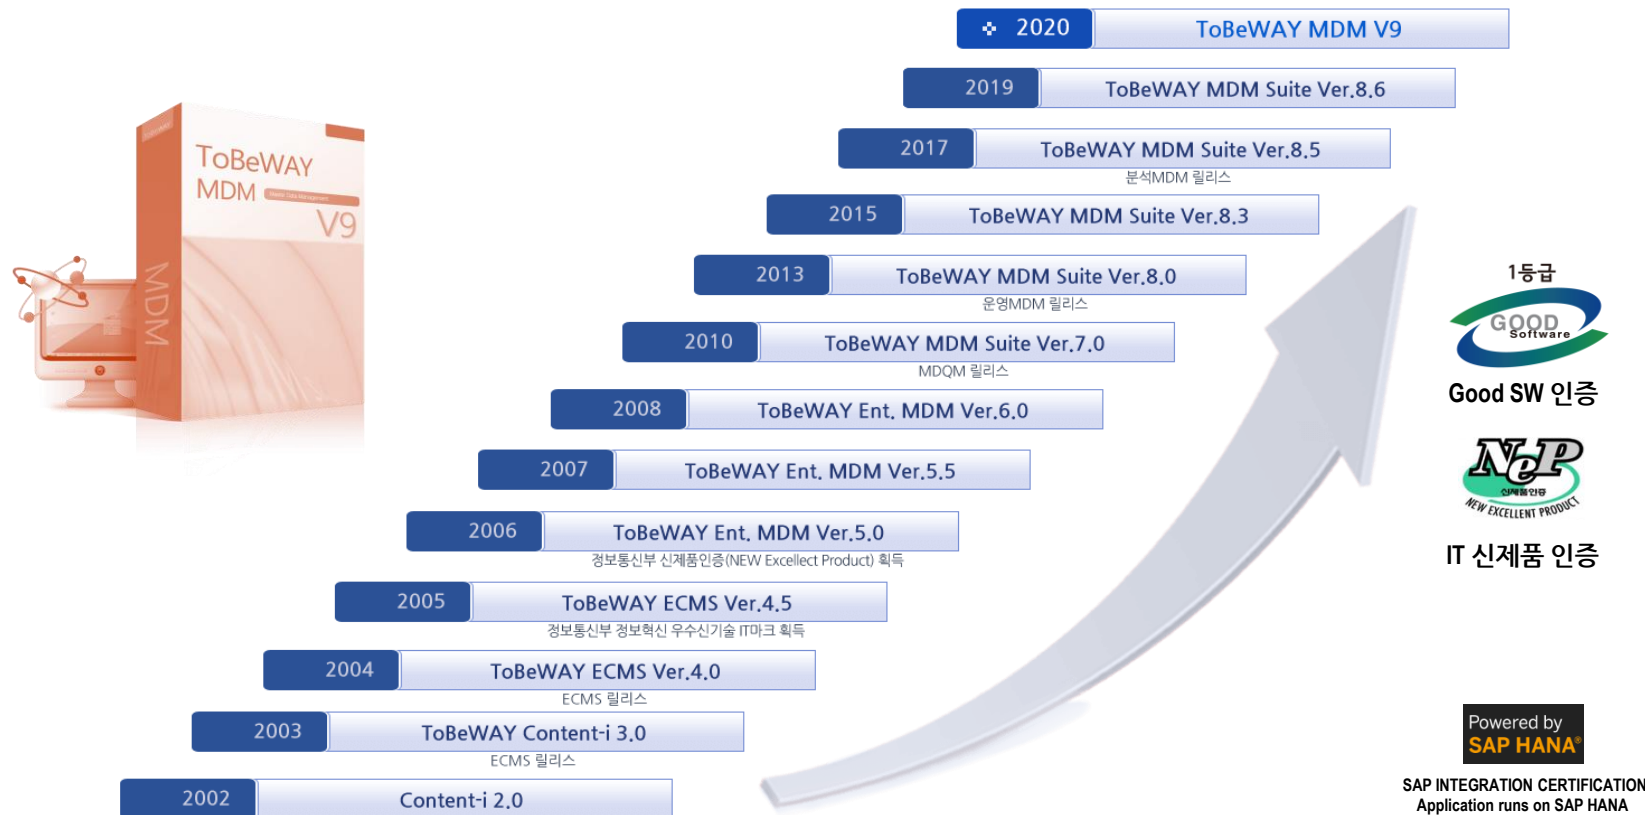 2020 ToBeWAY MDM V9
2019 ToBeWAY MDM Suite Ver.8.6
2017 ToBeWAY MDM Suite Ver.8.5
분석MDM 릴리스
2015 ToBeWAY MDM Suite Ver.8.3
2013 ToBeWAY MDM Suite Ver.8.0
운영MDM 릴리스
2010 ToBeWAY MDM Suite Ver.7.0
MDQM 릴리스
2008 ToBeWAY Ent. MDM Ver.6.0
2007 ToBeWAY Ent. MDM Ver.5.5
2006 ToBeWAY Ent. MDM Ver.5.0
정보통신부 신제품인증(NEW Excellect Product) 획득
2005 ToBeWAY ECMS Ver.4.5
정보통신부 정보혁신 우수신기술 IT마크 획득
2004 ToBeWAY ECMS Ver.4.0
ECMS 릴리스
2003 ToBeWAY Content-i 3.0
ECMS 릴리스
2002 Content-i 2.0
ToBeWAY
MDM
Master Data Management
V9
MDM
1등급
GOOD
Software
Good SW 인증
NeP
신제품인증
NEW EXCELLENT PRODUCT
IT 신제품 인증
Powered by
SAP HANA®
SAP INTEGRATION CERTIFICATION
Application runs on SAP HANA